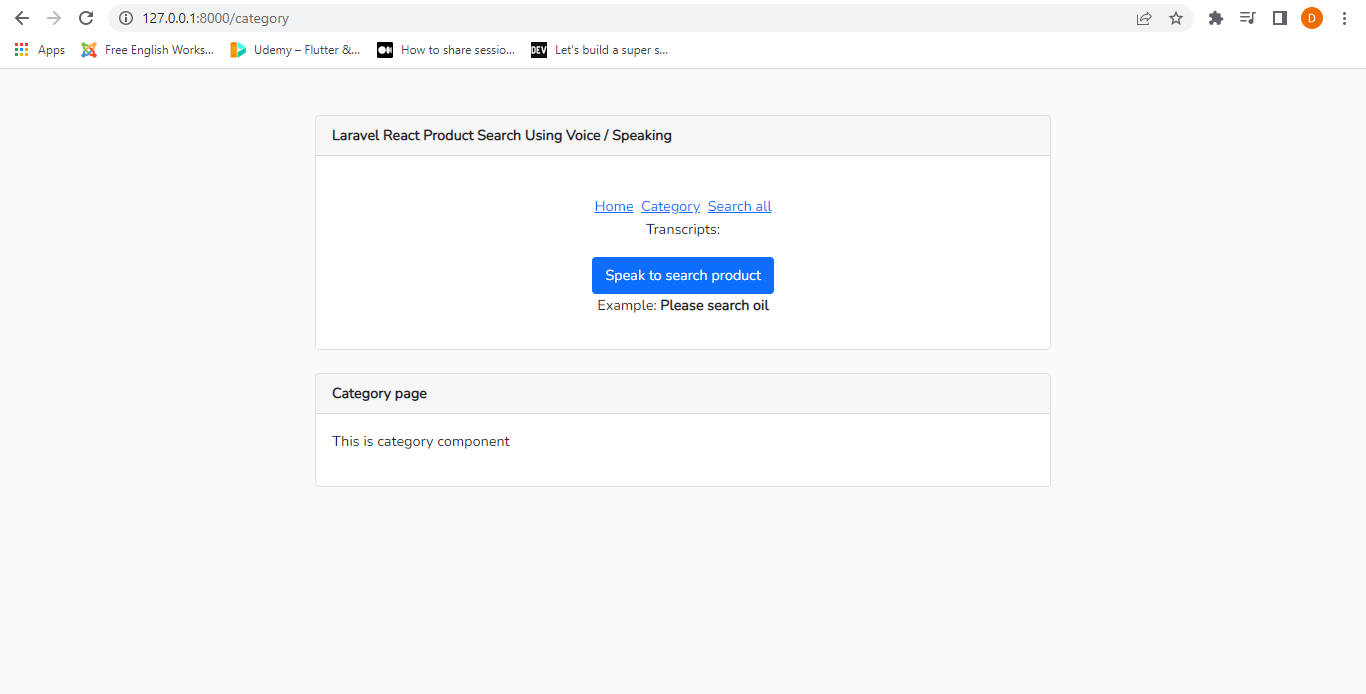 127.0.0.1:8000/category
D
Apps Free English Works... Udemy – Flutter &... How to share sessio... DEV Let's build a super s...
Laravel React Product Search Using Voice / Speaking
Home Category Search all
Transcripts:
Speak to search product
Example: Please search oil
Category page
This is category component